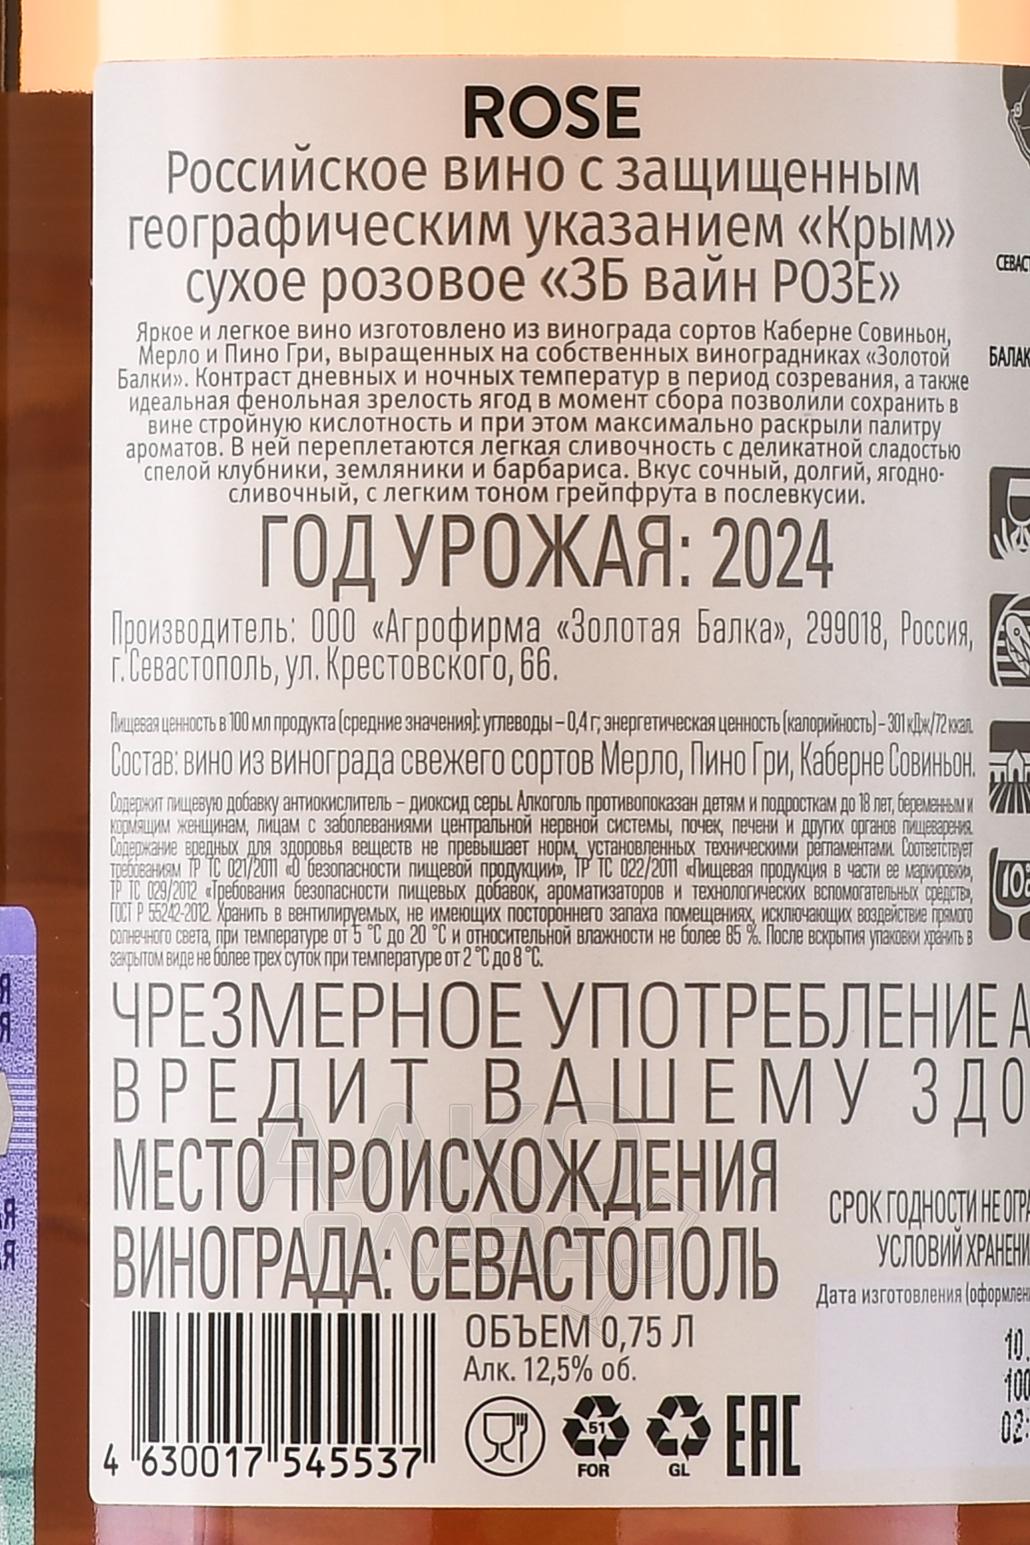 ROSE
Российское вино с защищенным
географическим указанием «Крым»
сухое розовое «ЗБ вайн РОЗЕ»
Яркое и легкое вино изготовлено из винограда сортов Каберне Совиньон,
Мерло и Пино Гри, выращенных на собственных виноградниках «Золотой
Балки». Контраст дневных и ночных температур в период созревания, а также
идеальная фенольная зрелость ягод в момент сбора позволили сохранить в
вине стройную кислотность и при этом максимально раскрыли палитру
ароматов. В ней переплетаются легкая сливочность с деликатной сладостью
спелой клубники, земляники и барбариса. Вкус сочный, долгий, ягодно-
сливочный, с легким тоном грейпфрута в послевкусии.
ГОД УРОЖАЯ: 2024
Производитель: ООО «Агрофирма «Золотая Балка», 299018, Россия,
г. Севастополь, ул. Крестовского, 66.
Пищевая ценность в 100 мл продукта (средние значения): углеводы – 0,4 г; энергетическая ценность (калорийность) – 301 кДж/72 ккал.
Состав: вино из винограда свежего сортов Мерло, Пино Гри, Каберне Совиньон.
Содержит пищевую добавку антиокислитель – диоксид серы. Алкоголь противопоказан детям и подросткам до 18 лет, беременным и
кормящим женщинам, лицам с заболеваниями центральной нервной системы, почек, печени и других органов пищеварения.
Содержание вредных для здоровья веществ не превышает норм, установленных техническими регламентами. Соответствует
требованиям ТР ТС 021/2011 «О безопасности пищевой продукции», ТР ТС 022/2011 «Пищевая продукция в части ее маркировки»,
ТР ТС 029/2012 «Требования безопасности пищевых добавок, ароматизаторов и технологических вспомогательных средств»,
ГОСТ Р 55242-2012. Хранить в вентилируемых, не имеющих постороннего запаха помещениях, исключающих воздействие прямого
солнечного света, при температуре от 5 °С до 20 °С и относительной влажности не более 85 %. После вскрытия упаковки хранить в
закрытом виде не более трех суток при температуре от 2 °С до 8 °С.
ЧРЕЗМЕРНОЕ УПОТРЕБЛЕНИЕ А
ВРЕДИТ ВАШЕМУ ЗДО
МЕСТО ПРОИСХОЖДЕНИЯ
ВИНОГРАДА: СЕВАСТОПОЛЬ
СРОК ГОДНОСТИ НЕ ОГРА
УСЛОВИЙ ХРАНЕНИ
Дата изготовления (оформлен
10.
100
02:
ОБЪЕМ 0,75 Л
Алк. 12,5% об.
51
FOR
GL
EAC
4 630017 545537
СЕВАСТ
БАЛАК